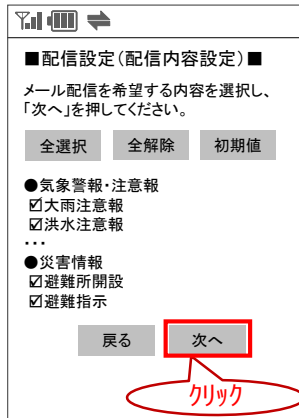 ■配信設定(配信内容設定)■
メール配信を希望する内容を選択し、
「次へ」を押してください。
全選択 全解除 初期値
●気象警報・注意報
☑大雨注意報
☑洪水注意報
・・・
●災害情報
☑避難所開設
☑避難指示
戻る 次へ
クリック